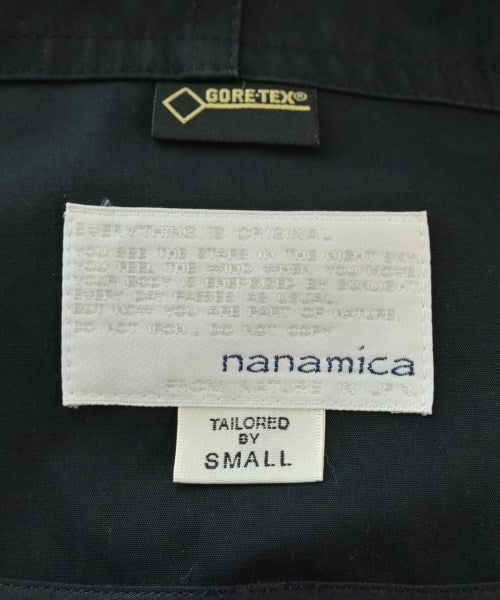 GORE-TEX®
EVERYTHING IS ORIGINAL
YOU SEE THE STARS IN THE NIGHT SKY.
YOU FEEL THE WIND WHEN YOU MOVE.
YOUR BODY IS ENERGISED BY SUNLIGHT.
EVERY DAY PASSES AS USUAL.
BUT NOW YOU ARE PART OF NATURE.
DO NOT IRON, DO NOT COPY
nanamica
FROM NATURE IN JPN.
TAILORED
BY
SMALL